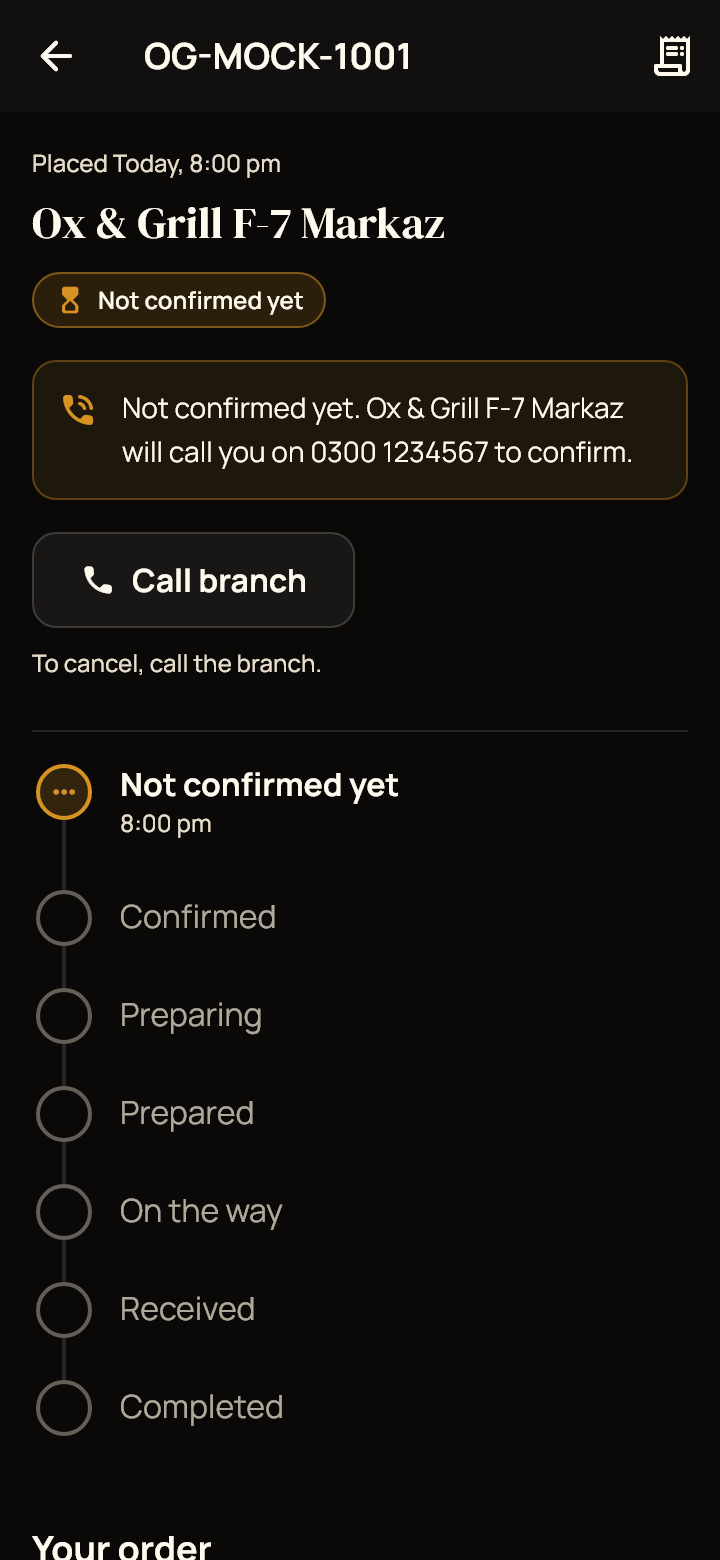 OG-MOCK-1001
Placed Today, 8:00 pm
Ox & Grill F-7 Markaz
Not confirmed yet
Not confirmed yet. Ox & Grill F-7 Markaz
will call you on 0300 1234567 to confirm.
Call branch
To cancel, call the branch.
Not confirmed yet
8:00 pm
Confirmed
Preparing
Prepared
On the way
Received
Completed
Your order